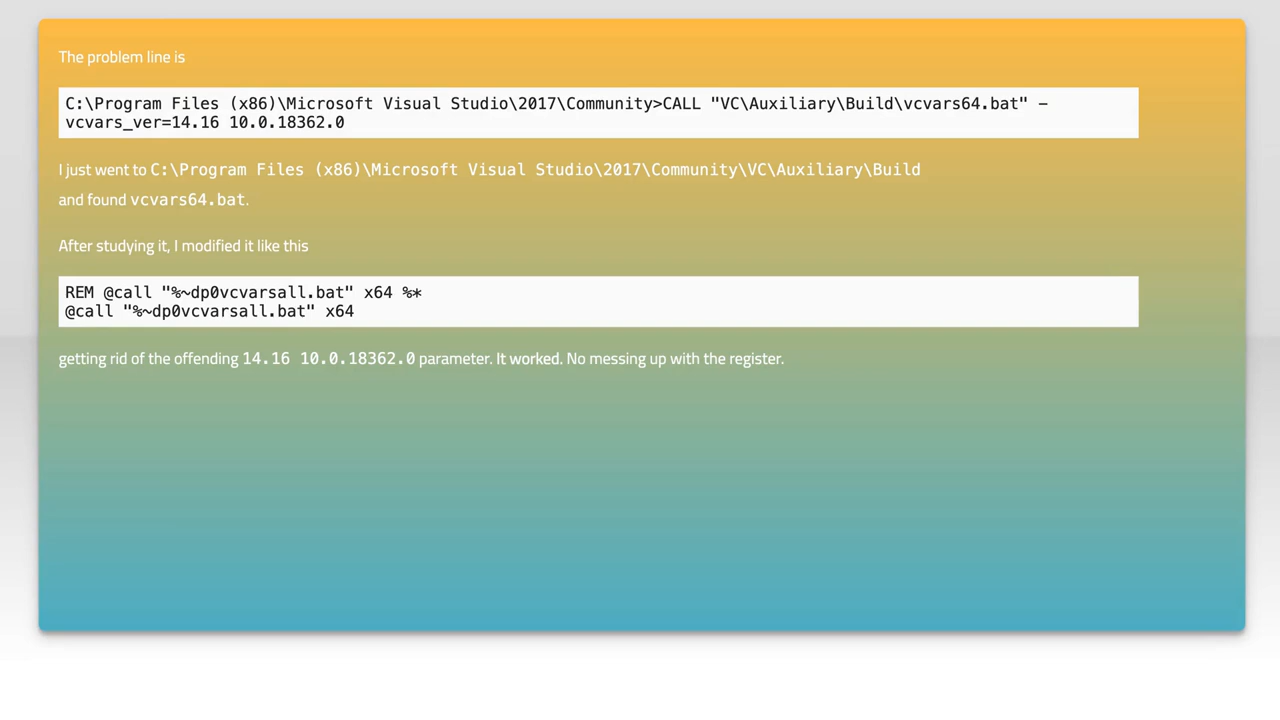 The problem line is
C:\Program Files (x86)\Microsoft Visual Studio\2017\Community>CALL "VC\Auxiliary\Build\vcvars64.bat" -
vcvars_ver=14.16 10.0.18362.0
I just went to C:\Program Files (x86)\Microsoft Visual Studio\2017\Community\VC\Auxiliary\Build
and found vcvars64.bat.
After studying it, I modified it like this
REM @call "%~dp0vcvarsall.bat" x64 %*
@call "%~dp0vcvarsall.bat" x64
getting rid of the offending 14.16 10.0.18362.0 parameter. It worked. No messing up with the register.